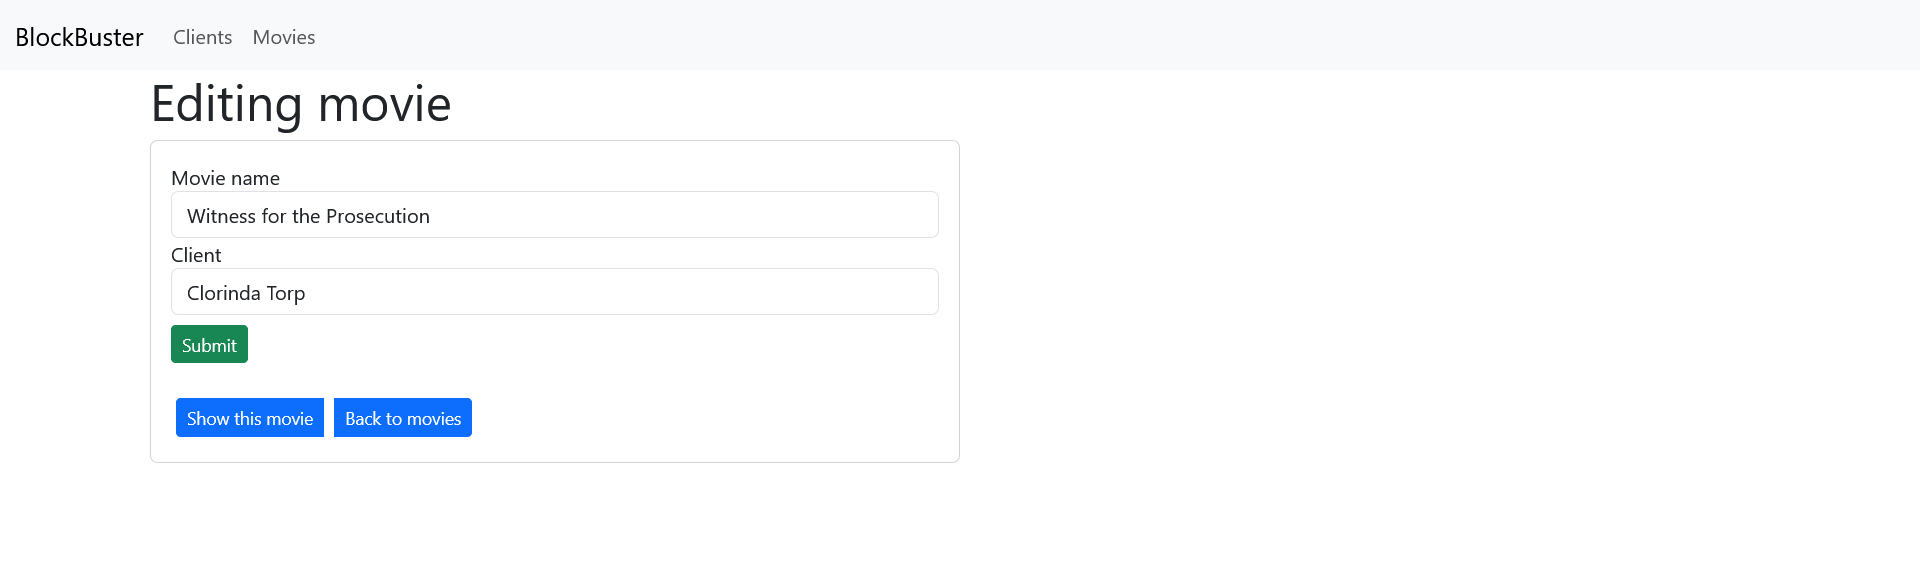 BlockBuster Clients Movies
Editing movie
Movie name
Witness for the Prosecution
Client
Clorinda Torp
Submit
Show this movie Back to movies